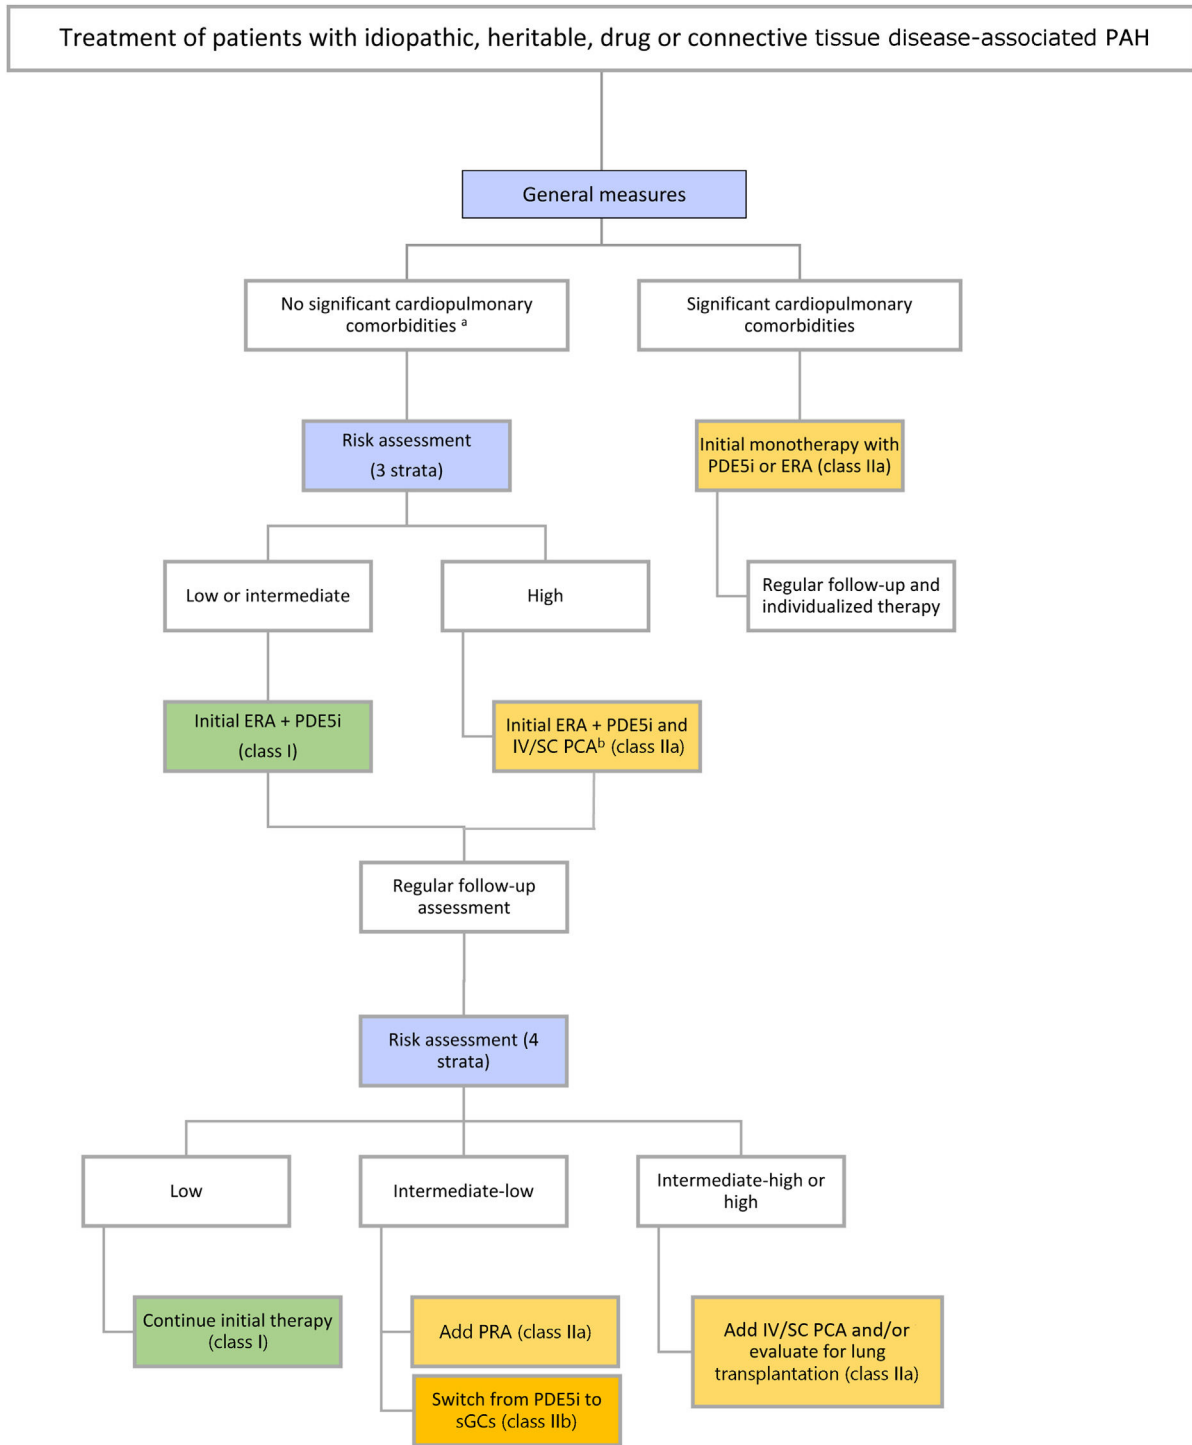 Treatment of patients with idiopathic, heritable, drug or connective tissue disease-associated PAH
General measures
No significant cardiopulmonary
comorbidities ᵃ
Significant cardiopulmonary
comorbidities
Risk assessment
(3 strata)
Initial monotherapy with
PDE5i or ERA (class IIa)
Low or intermediate
High
Regular follow-up and
individualized therapy
Initial ERA + PDE5i
(class I)
Initial ERA + PDE5i and
IV/SC PCAᵇ (class IIa)
Regular follow-up
assessment
Risk assessment (4
strata)
Low
Intermediate-low
Intermediate-high or
high
Continue initial therapy
(class I)
Add PRA (class IIa)
Add IV/SC PCA and/or
evaluate for lung
transplantation (class IIa)
Switch from PDE5i to
sGCs (class IIb)